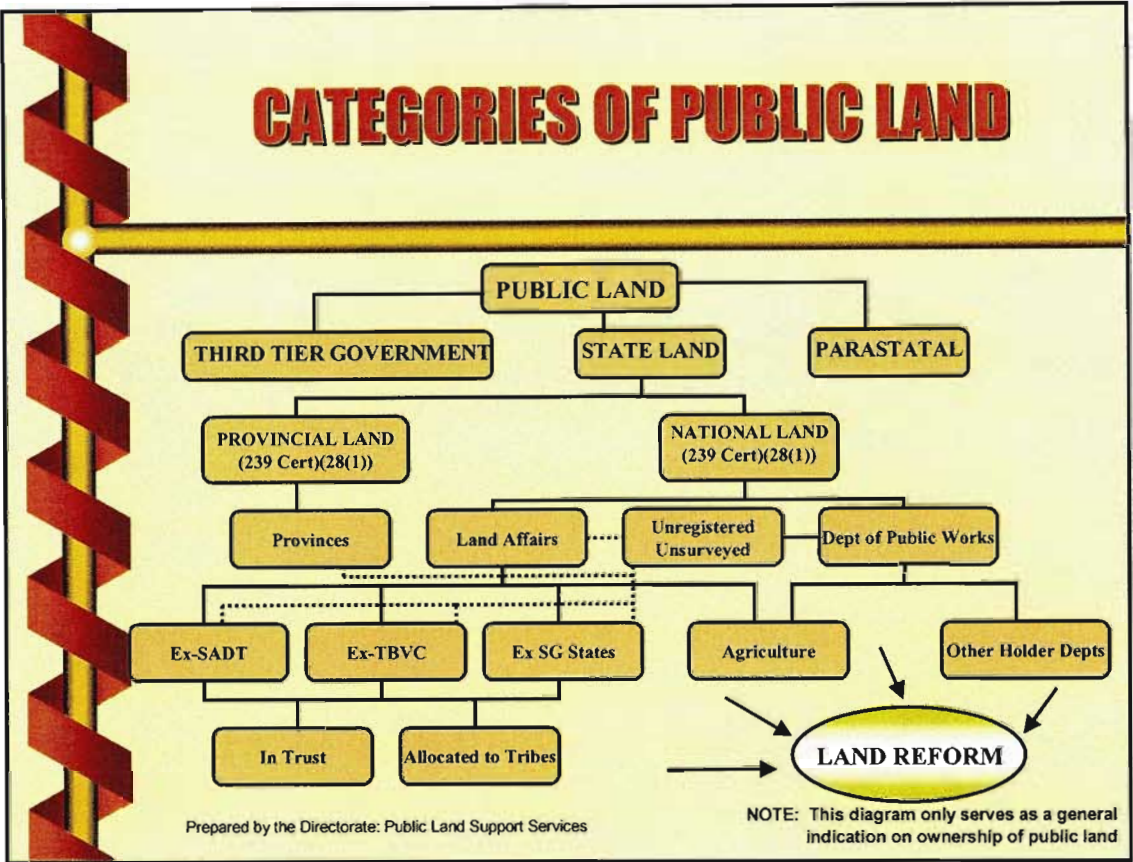 CATEGORIES OF PUBLIC LAND
PUBLIC LAND
THIRD TIER GOVERNMENT
STATE LAND
PARASTATAL
PROVINCIAL LAND
(239 Cert)(28(1))
NATIONAL LAND
(239 Cert)(28(1))
Provinces
Land Affairs
Unregistered
Unsurveyed
Dept of Public Works
Ex-SADT
Ex-TBVC
Ex SG States
Agriculture
Other Holder Depts
In Trust
Allocated to Tribes
LAND REFORM
Prepared by the Directorate: Public Land Support Services
NOTE: This diagram only serves as a general
indication on ownership of public land